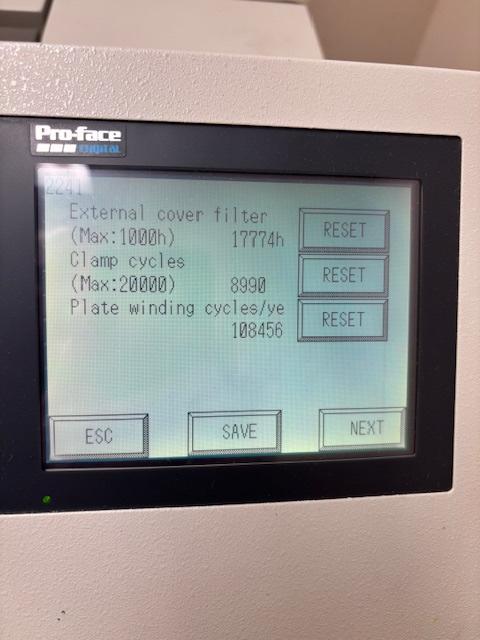 Pro-face
DIGITAL
2241
External cover filter
(Max:1000h) 17774h RESET
Clamp cycles
(Max:20000) 8990 RESET
Plate winding cycles/ye
108456 RESET
ESC SAVE NEXT